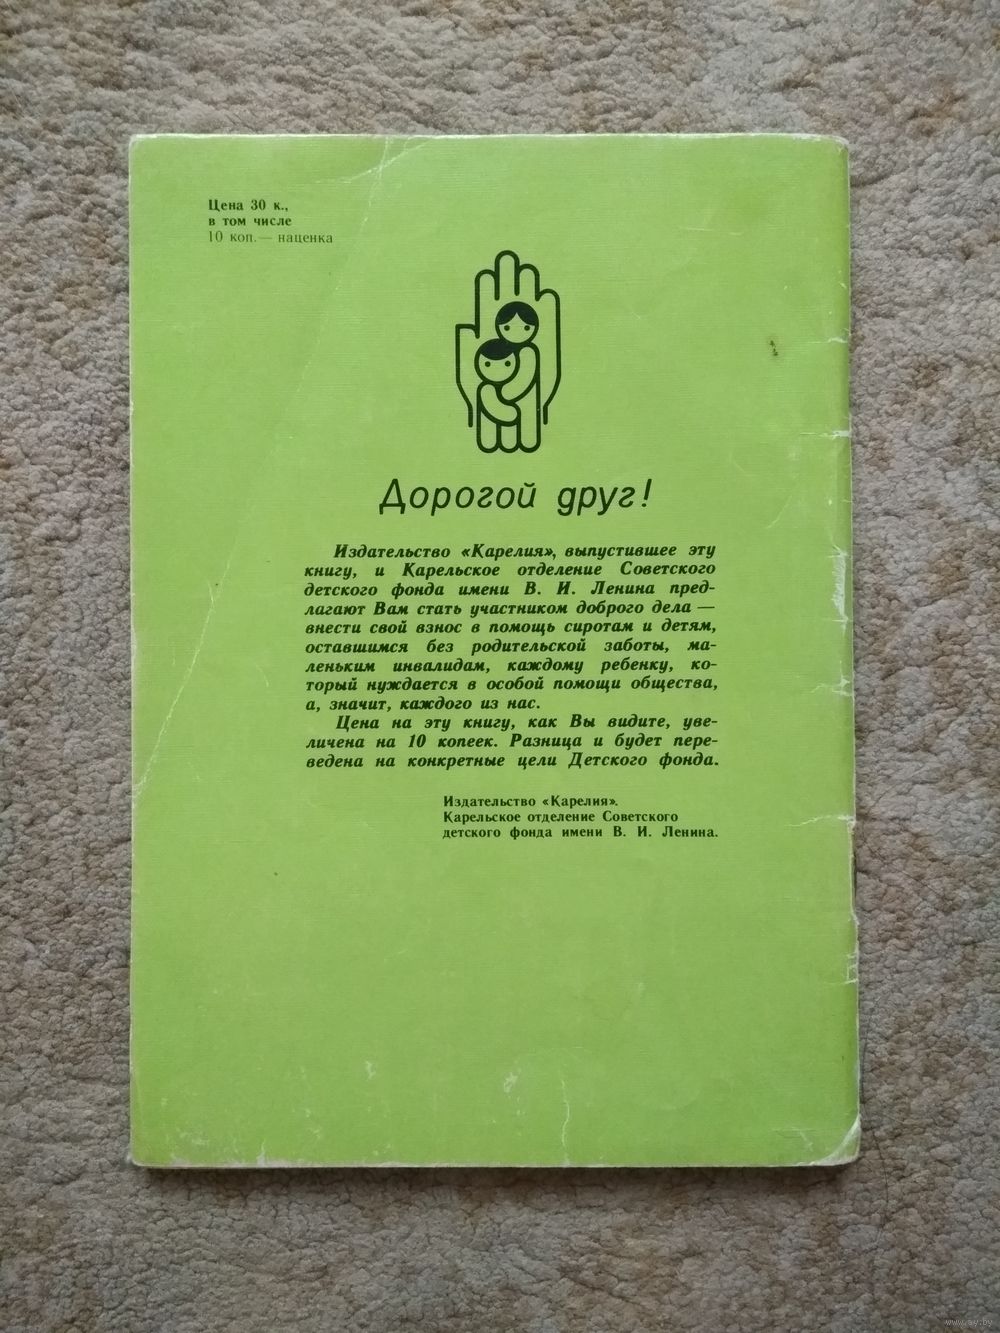 Цена 30 к.,
в том числе
10 коп.— наценка
Дорогой друг!
Издательство «Карелия», выпустившее эту
книгу, и Карельское отделение Советского
детского фонда имени В. И. Ленина пред-
лагают Вам стать участником доброго дела —
внести свой взнос в помощь сиротам и детям,
оставшимся без родительской заботы, ма-
леньким инвалидам, каждому ребенку, ко-
торый нуждается в особой помощи общества,
а, значит, каждого из нас.
Цена на эту книгу, как Вы видите, уве-
личена на 10 копеек. Разница и будет пере-
ведена на конкретные цели Детского фонда.
Издательство «Карелия».
Карельское отделение Советского
детского фонда имени В. И. Ленина.
www.ay.by